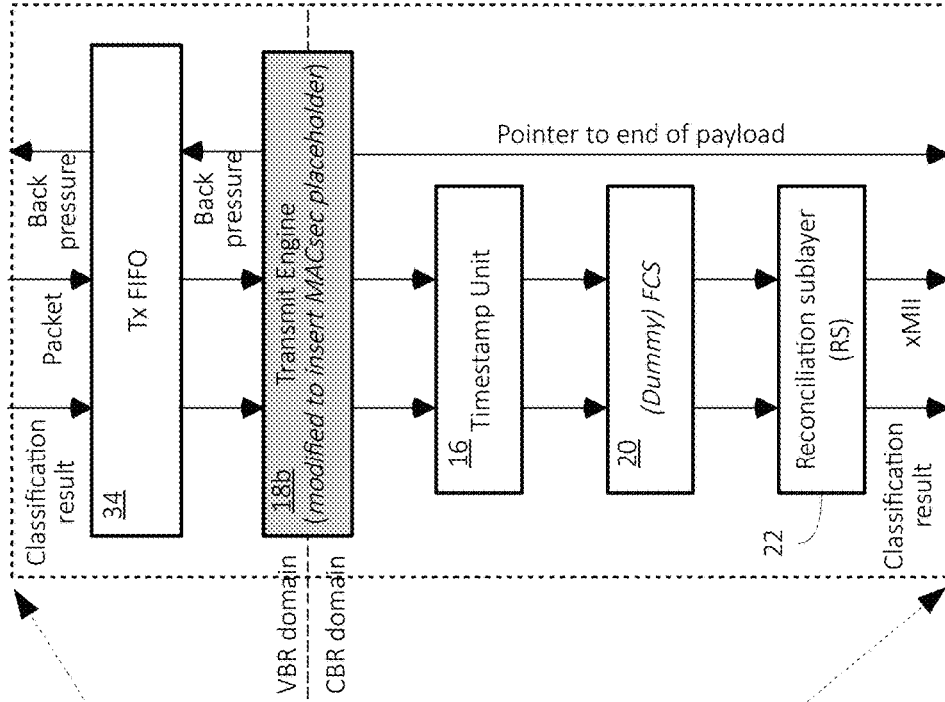 Classification
result
Packet
Back
pressure
34
Tx FIFO
Back
pressure
VBR domain
CBR domain
18b
Transmit Engine
(modified to insert MACsec placeholder)
Pointer to end of payload
16
Timestamp Unit
20
(Dummy) FCS
Reconciliation sublayer
(RS)
22
Classification
result
xMII